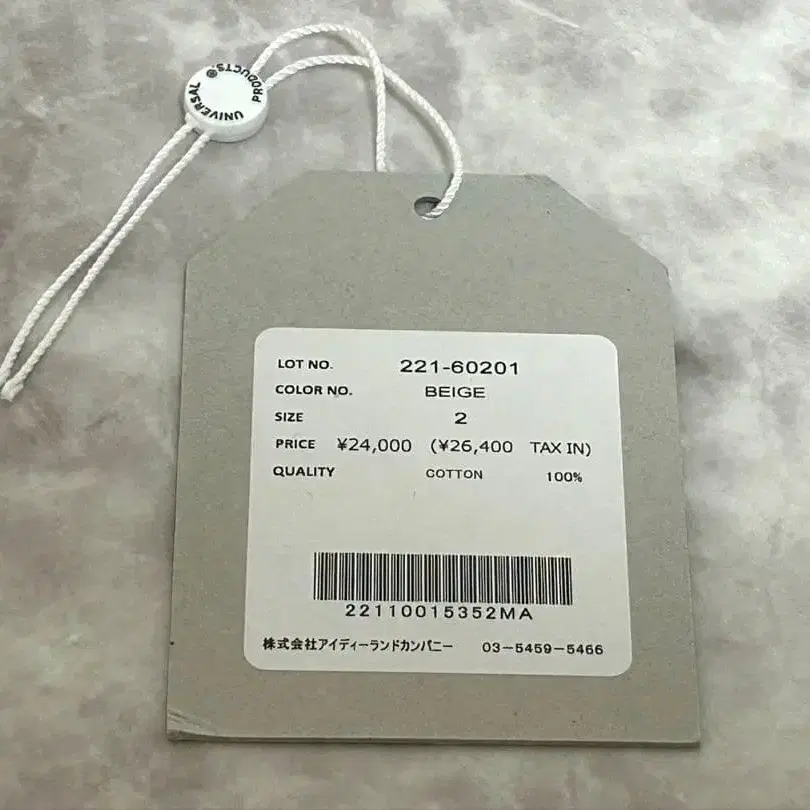 UNIVERSAL PRODUCTS.®
LOT NO. 221-60201
COLOR NO. BEIGE
SIZE 2
PRICE ¥24,000 (¥26,400 TAX IN)
QUALITY COTTON 100%
22110015352MA
株式会社アイディーランドカンパニー 03-5459-5466